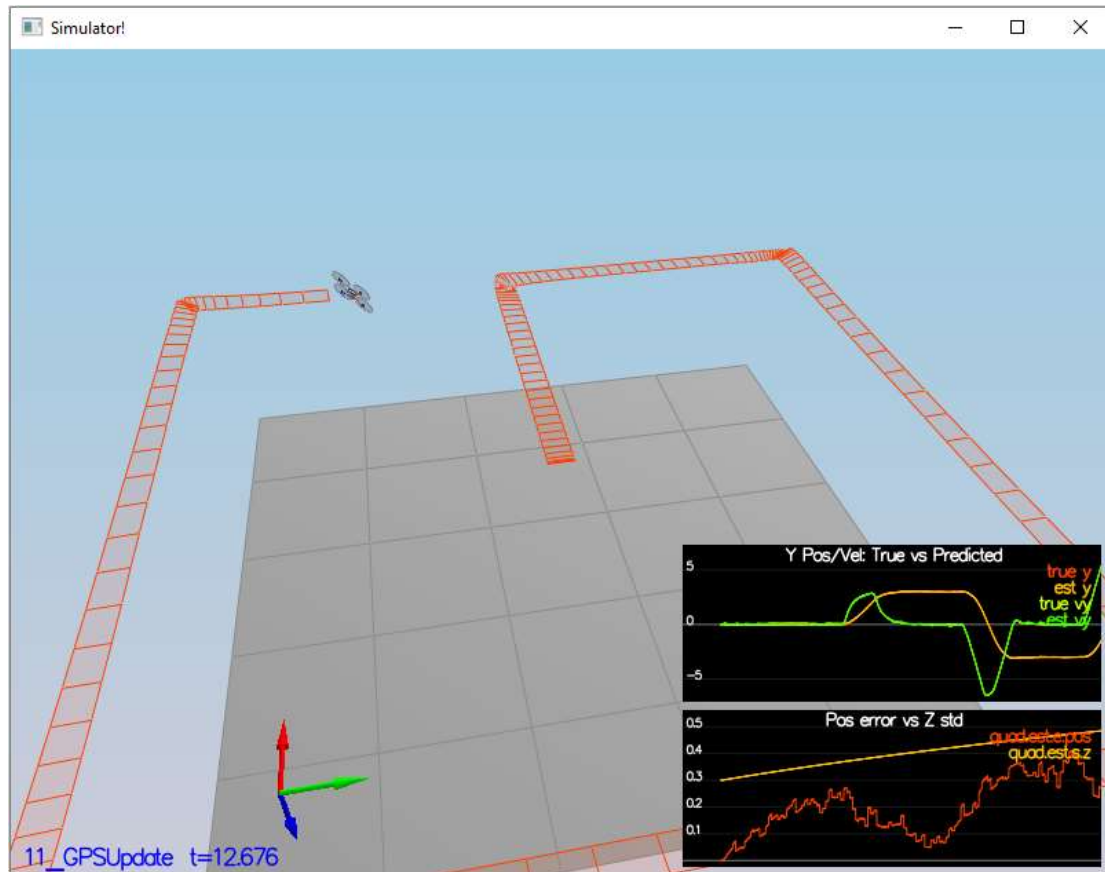 Simulator!
Y Pos/Vel: True vs Predicted
5
0
-5
true y
est y
true vy
est vy
Pos error vs Z std
0.5
0.4
0.3
0.2
0.1
quad.est.e.pos
quad.est.s.z
11_GPSUpdate t=12.676